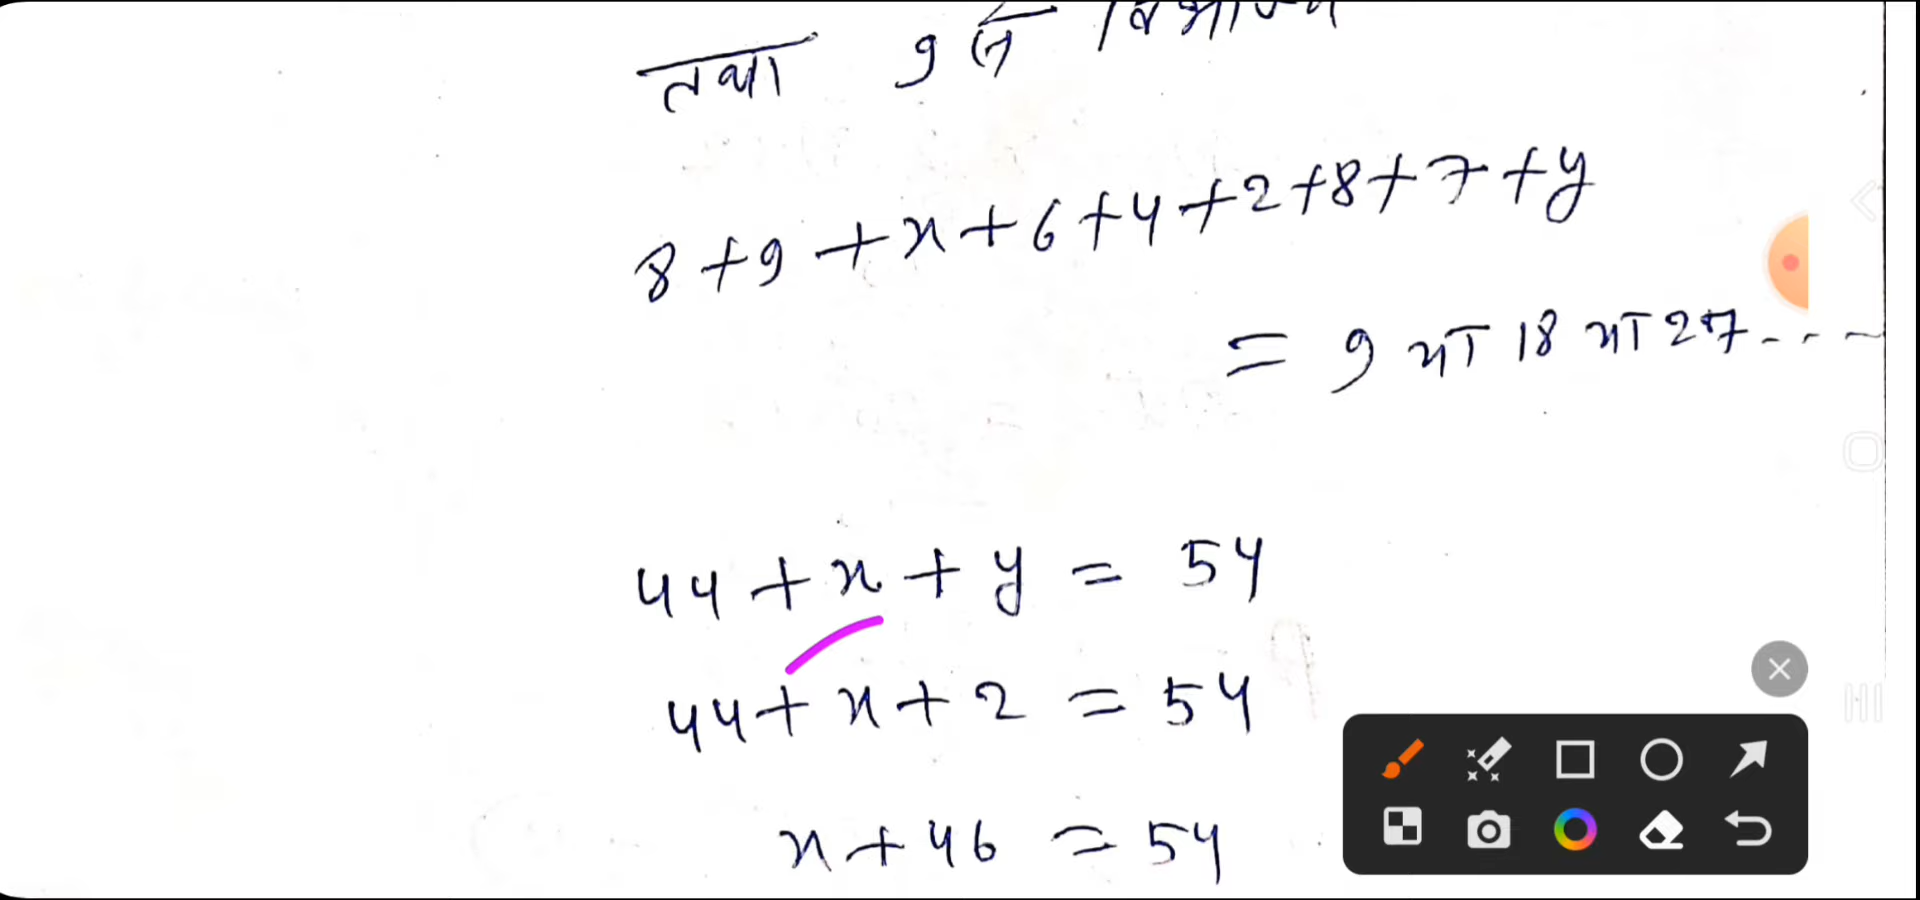 तथा 9 से विभाज्य
8+9+x+6+4+2+8+7+y
= 9 या 18 या 27----
44+x+y = 54
44+x+2 = 54
x+46 = 54